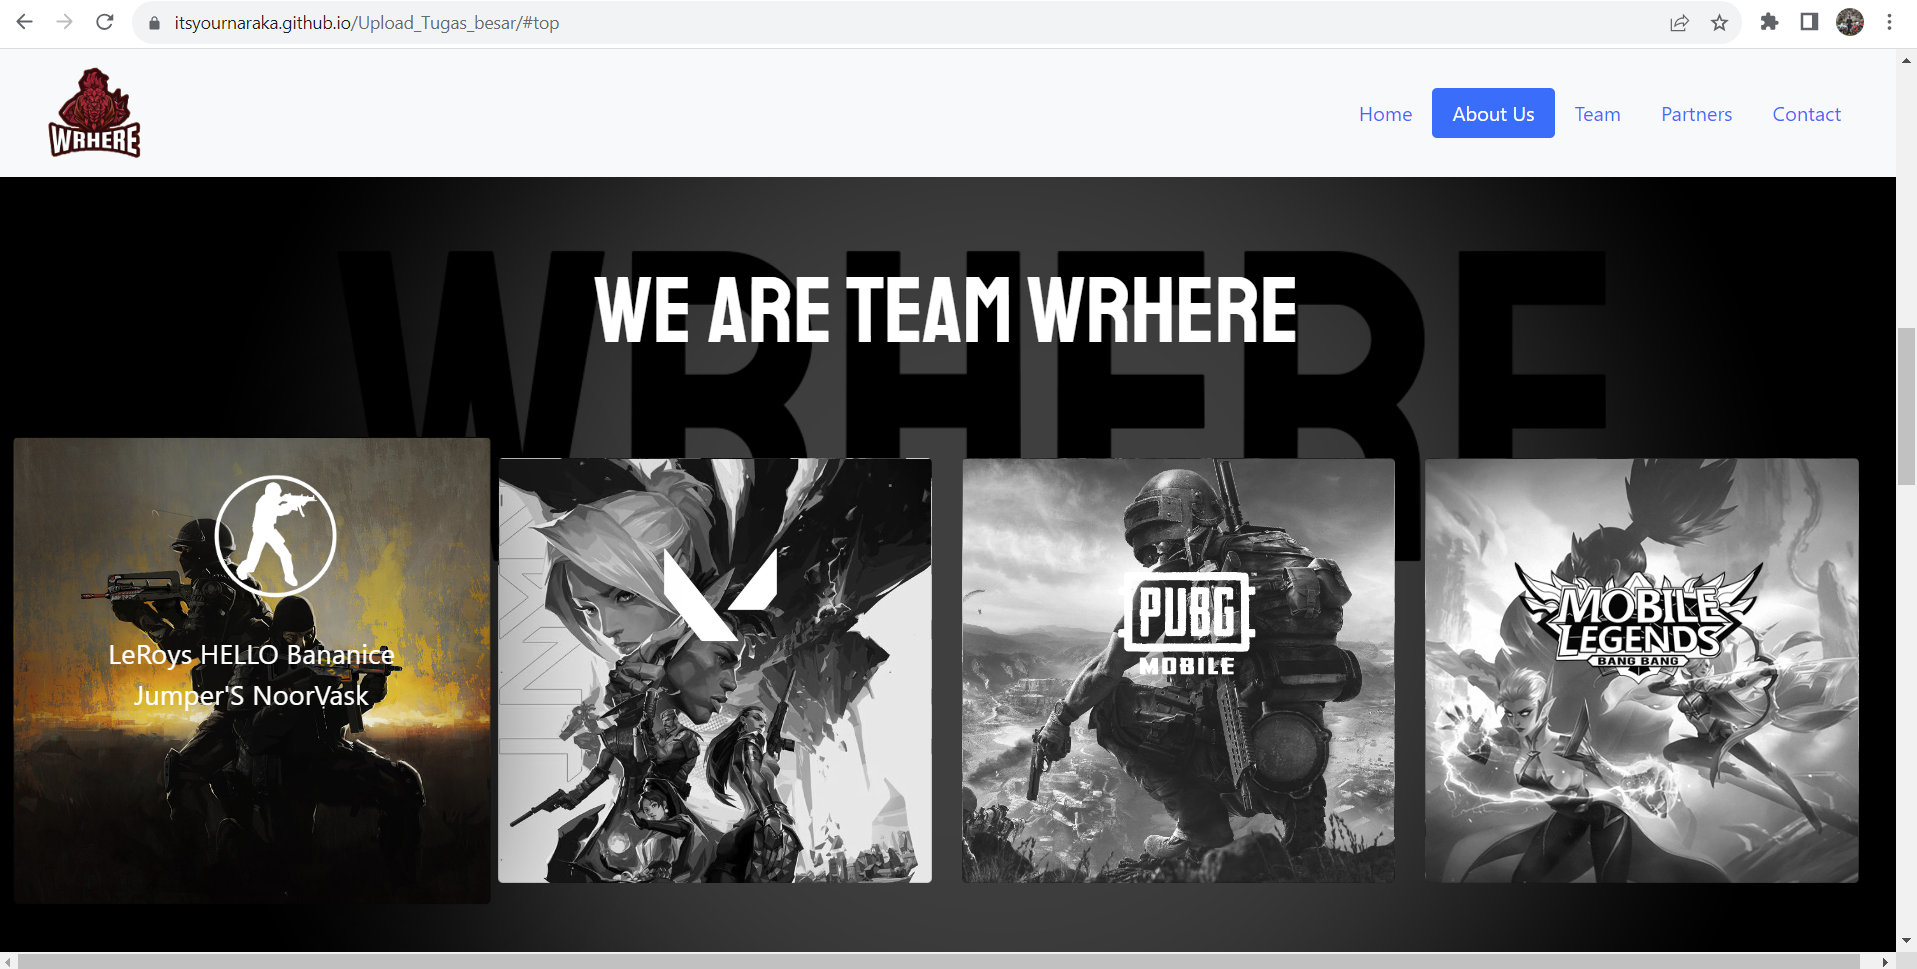 itsyournaraka.github.io/Upload_Tugas_besar/#top
WRHERE
Home
About Us
Team
Partners
Contact
WRHERE
WE ARE TEAM WRHERE
LeRoys HELLO Bananice
Jumper'S NoorVask
PUBG
MOBILE
MOBILE
LEGENDS
BANG BANG